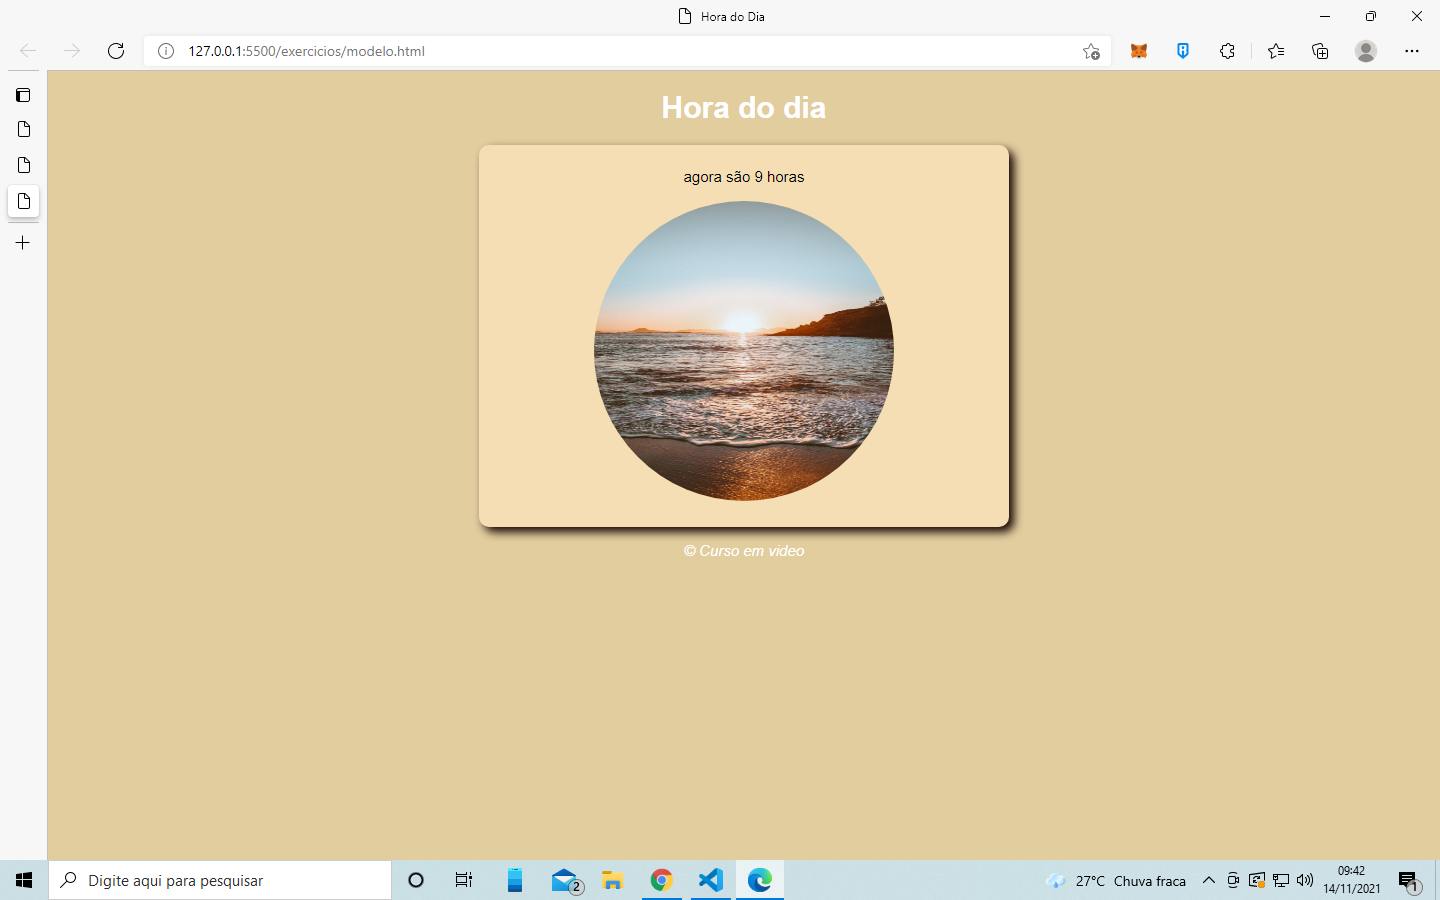 Hora do Dia
127.0.0.1:5500/exercicios/modelo.html
Hora do dia
agora são 9 horas
© Curso em video
Digite aqui para pesquisar
2
27°C Chuva fraca
09:42
14/11/2021
1